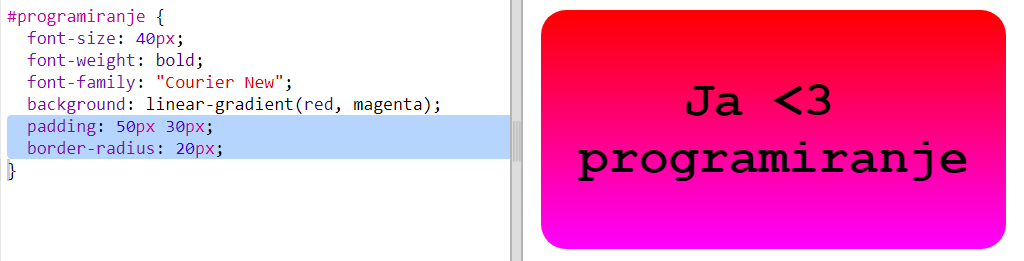 #programiranje {
font-size: 40px;
font-weight: bold;
font-family: "Courier New";
background: linear-gradient(red, magenta);
padding: 50px 30px;
border-radius: 20px;
}
Ja <3
programiranje